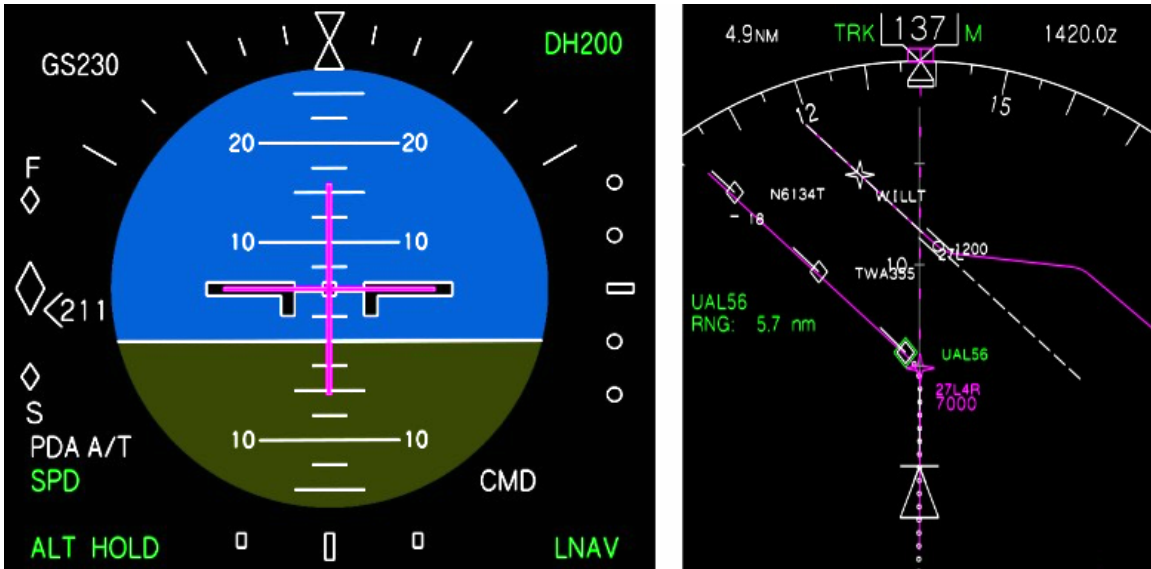 GS230
DH200
F
20 20
10 10
<211
S
10 10
PDA A/T
SPD
CMD
ALT HOLD
LNAV
4.9NM
TRK 137 M
1420.0Z
12
15
N6134T
WILLT
- 18
27L
1200
10
TWA355
UAL56
RNG: 5.7 nm
UAL56
27L4R
7000